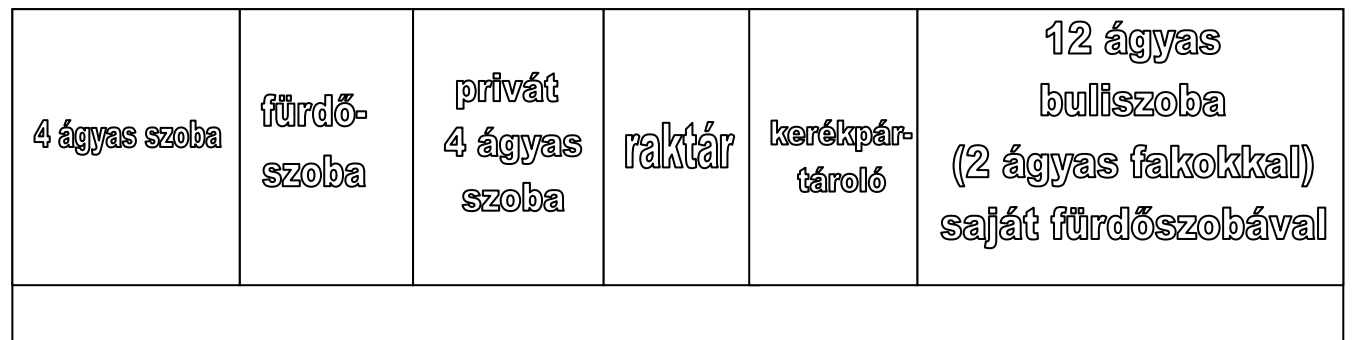 4 ágyas szoba
fürdő-
szoba
privát
4 ágyas
szoba
raktár
kerékpár-
tároló
12 ágyas
buliszoba
(2 ágyas fakokkal)
saját fürdőszobával